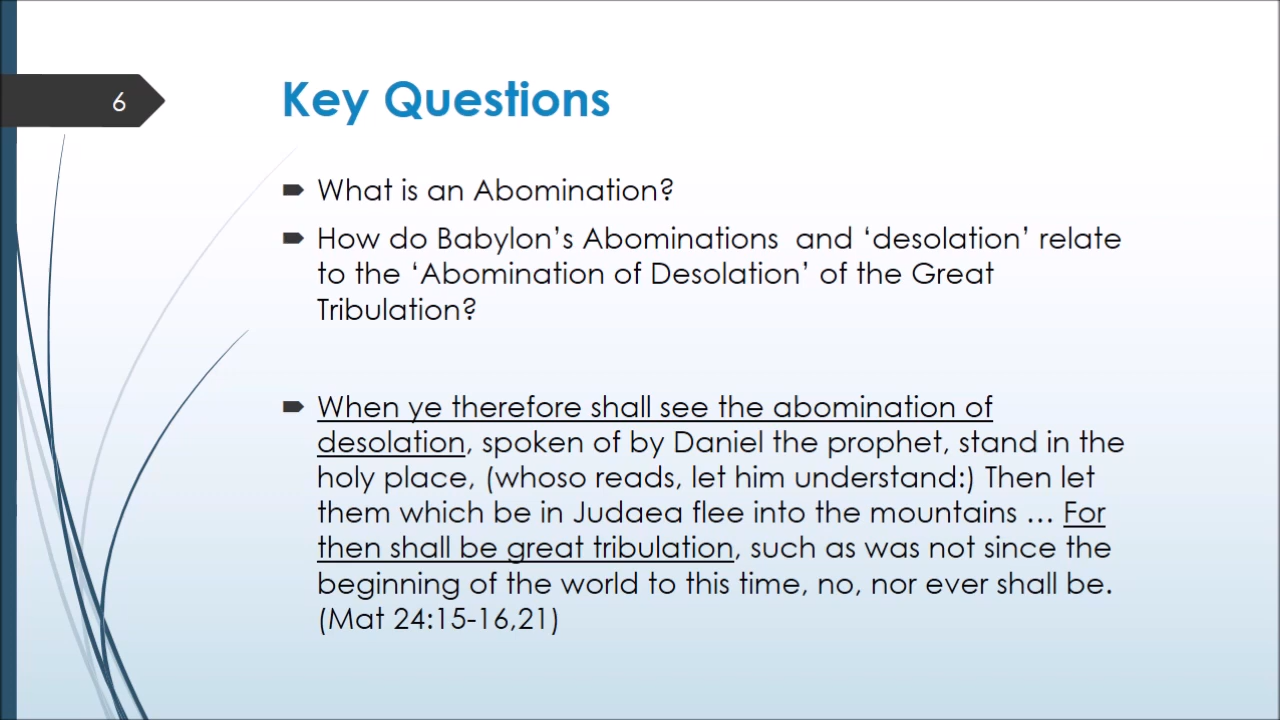 6
Key Questions
What is an Abomination?
How do Babylon's Abominations  and 'desolation' relate
to the 'Abomination of Desolation' of the Great
Tribulation?
When ye therefore shall see the abomination of
desolation, spoken of by Daniel the prophet, stand in the
holy place, (whoso reads, let him understand:) Then let
them which be in Judaea flee into the mountains … For
then shall be great tribulation, such as was not since the
beginning of the world to this time, no, nor ever shall be.
(Mat 24:15-16,21)